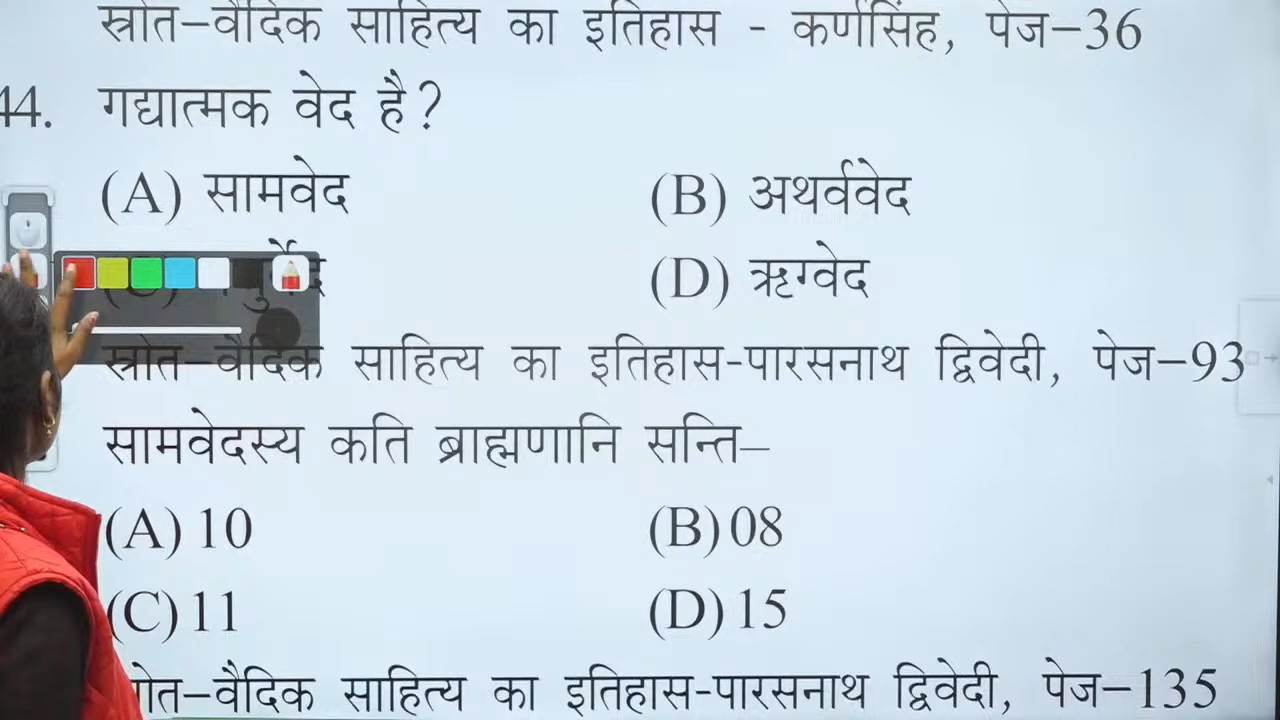 स्रोत–वैदिक साहित्य का इतिहास - कर्णसिंह, पेज–36
44. गद्यात्मक वेद है?
(A) सामवेद (B) अथर्ववेद
(C) (D) ऋग्वेद
स्रोत–वैदिक साहित्य का इतिहास-पारसनाथ द्विवेदी, पेज–93
सामवेदस्य कति ब्राह्मणानि सन्ति–
(A) 10 (B) 08
(C) 11 (D) 15
वैदिक साहित्य का इतिहास-पारसनाथ द्विवेदी, पेज–135